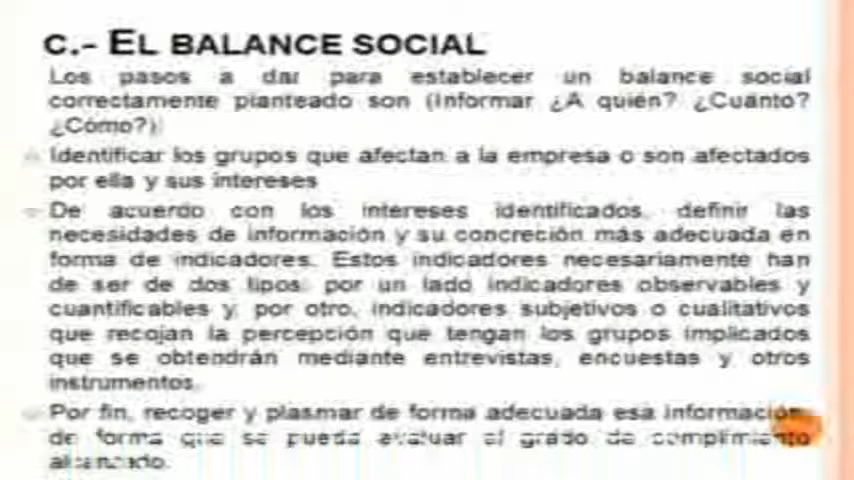 C.- EL BALANCE SOCIAL
Los pasos a dar para establecer un balance social
correctamente planteado son (Informar ¿A quién? ¿Cuánto?
¿Cómo?)
Identificar los grupos que afectan a la empresa o son afectados
por ella y sus intereses
De acuerdo con los intereses identificados, definir las
necesidades de información y su concreción más adecuada en
forma de indicadores. Estos indicadores necesariamente han
de ser de dos tipos: por un lado indicadores observables y
cuantificables y, por otro, indicadores subjetivos o cualitativos
que recojan la percepción que tengan los grupos implicados
que se obtendrán mediante entrevistas, encuestas y otros
instrumentos.
Por fin, recoger y plasmar de forma adecuada esa información
de forma que se pueda evaluar el grado de cumplimiento
alcanzado.